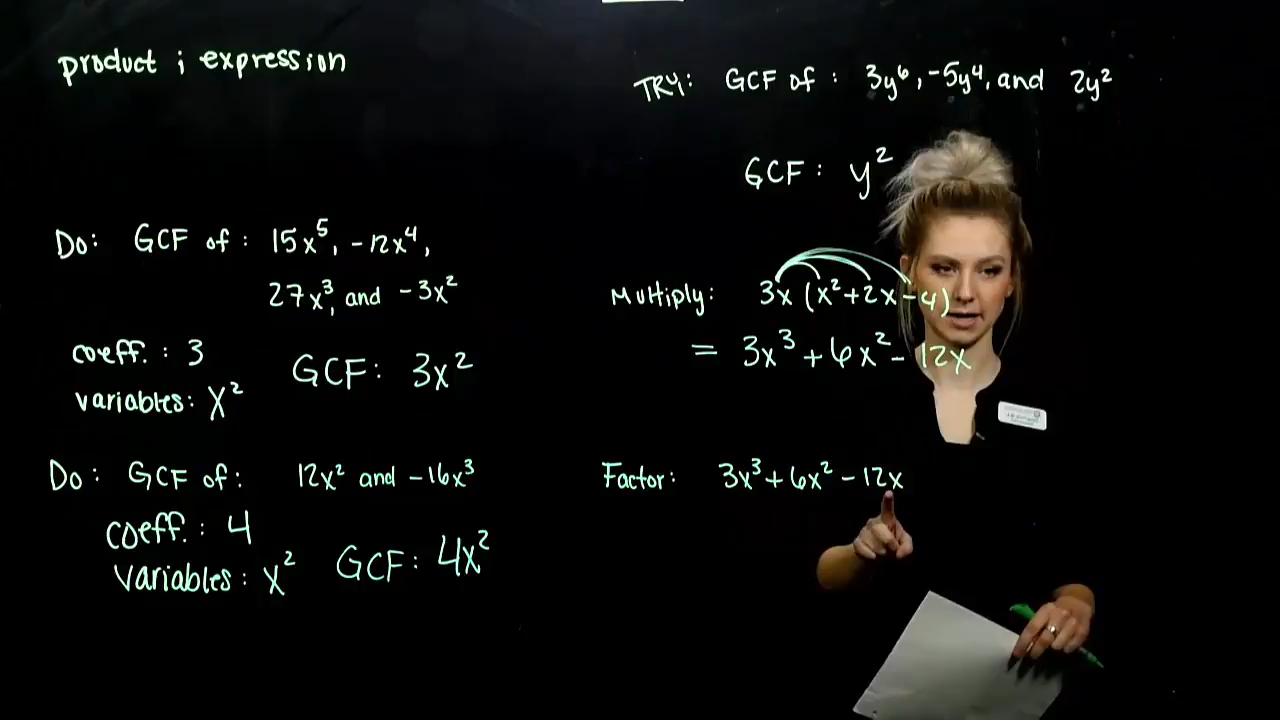 product ; expression
Do: GCF of: 15x⁵, -12x⁴,
27x³, and -3x²
coeff.: 3
variables: x²
GCF: 3x²
Do: GCF of: 12x² and -16x³
coeff.: 4
variables: x²
GCF: 4x²
TRY: GCF of: 3y⁶, -5y⁴, and 2y²
GCF: y²
Multiply: 3x(x²+2x-4)
= 3x³+6x²-12x
Factor: 3x³+6x²-12x